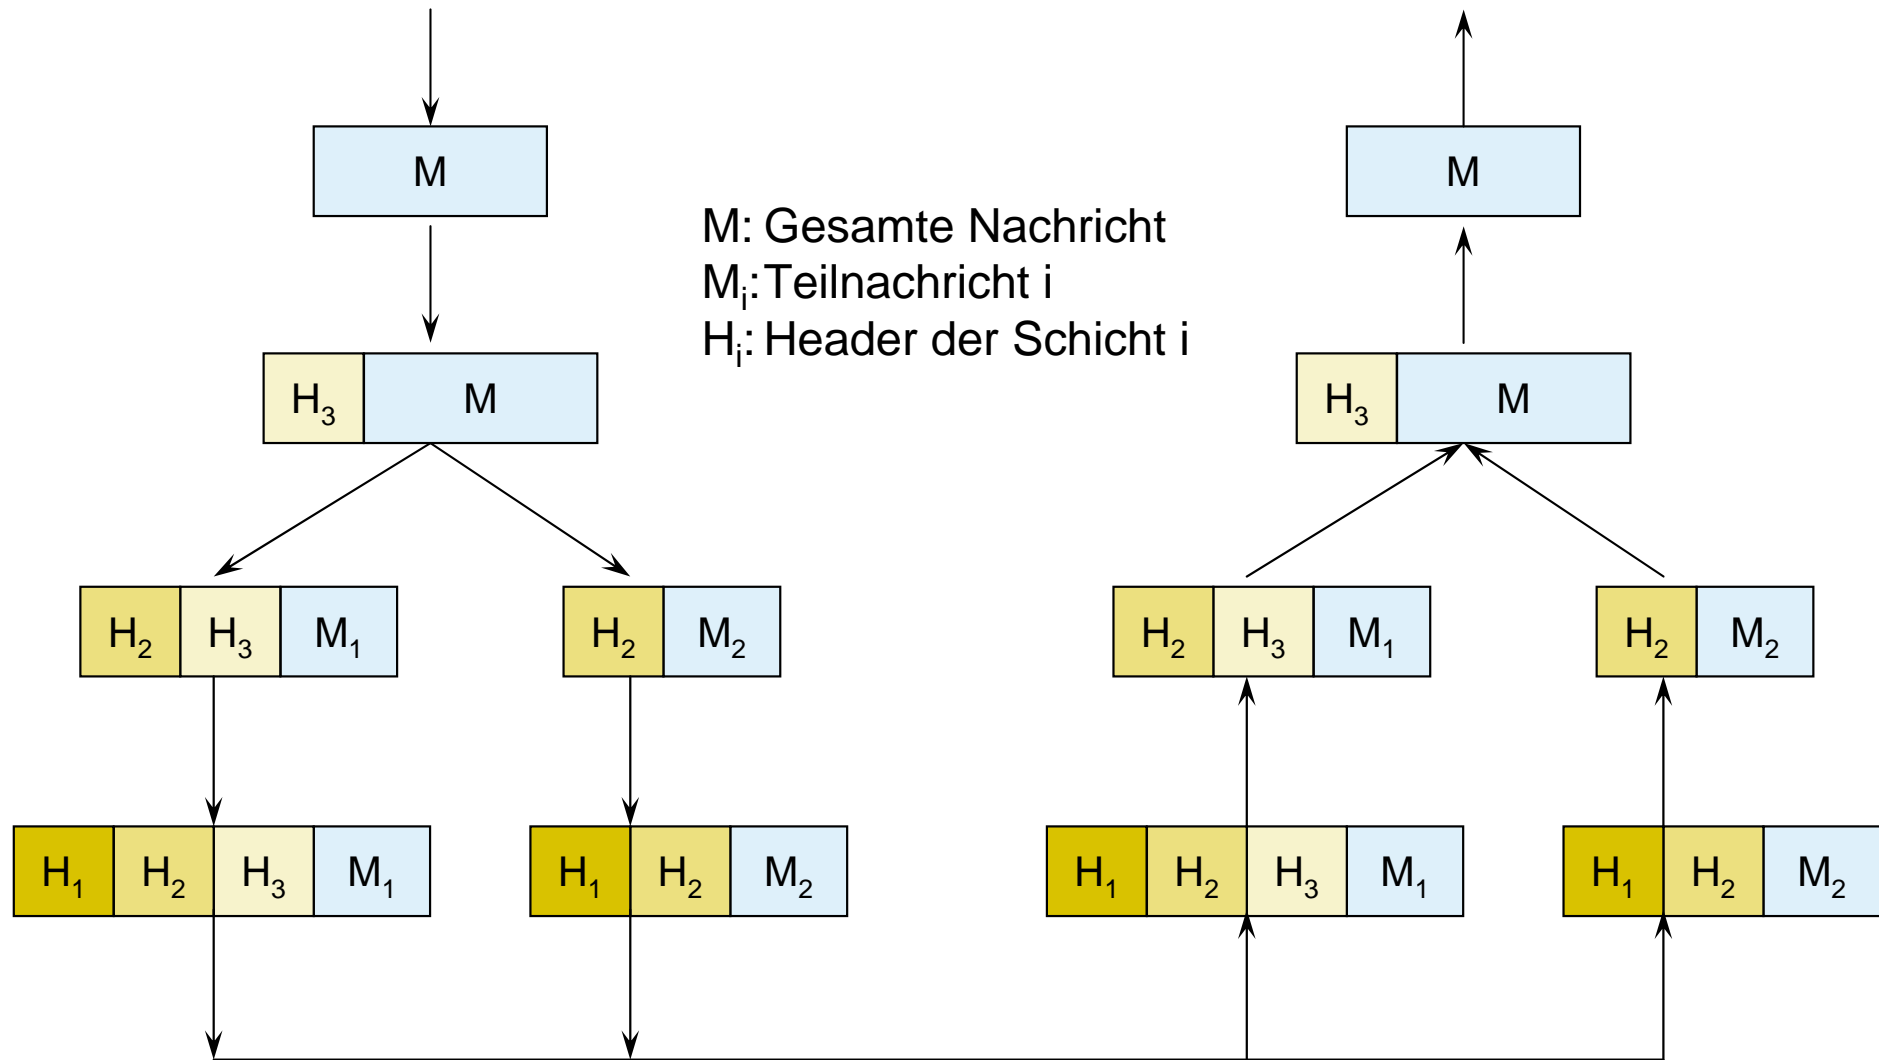 M M
M: Gesamte Nachricht
Mi: Teilnachricht i
Hi: Header der Schicht i
H3 M H3 M
H2 H3 M1 H2 M2 H2 H3 M1 H2 M2
H1 H2 H3 M1 H1 H2 M2 H1 H2 H3 M1 H1 H2 M2